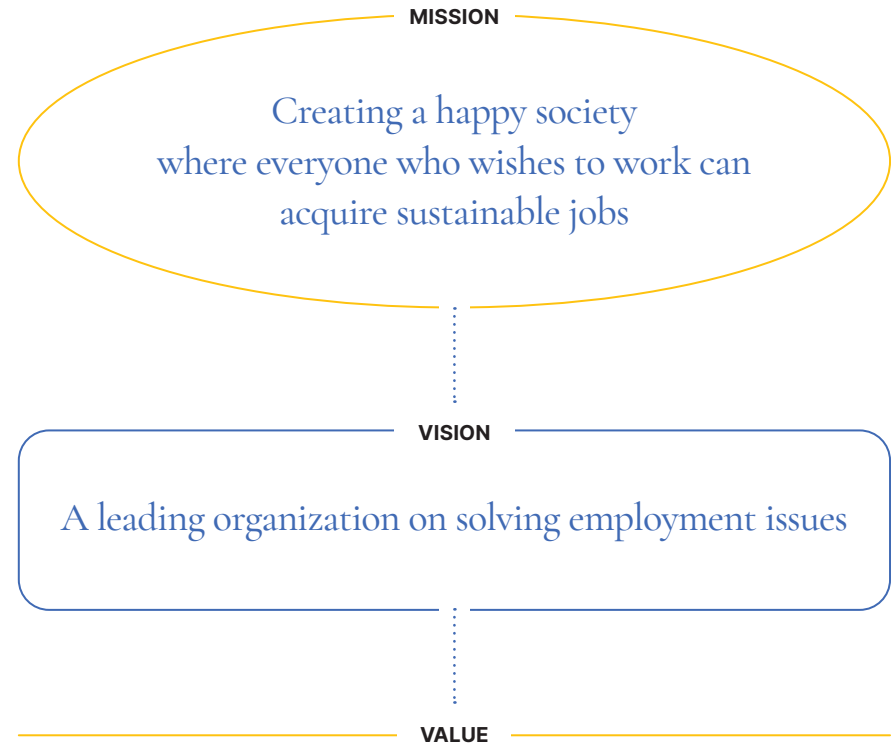 MISSION
Creating a happy society
where everyone who wishes to work can
acquire sustainable jobs
VISION
A leading organization on solving employment issues
VALUE